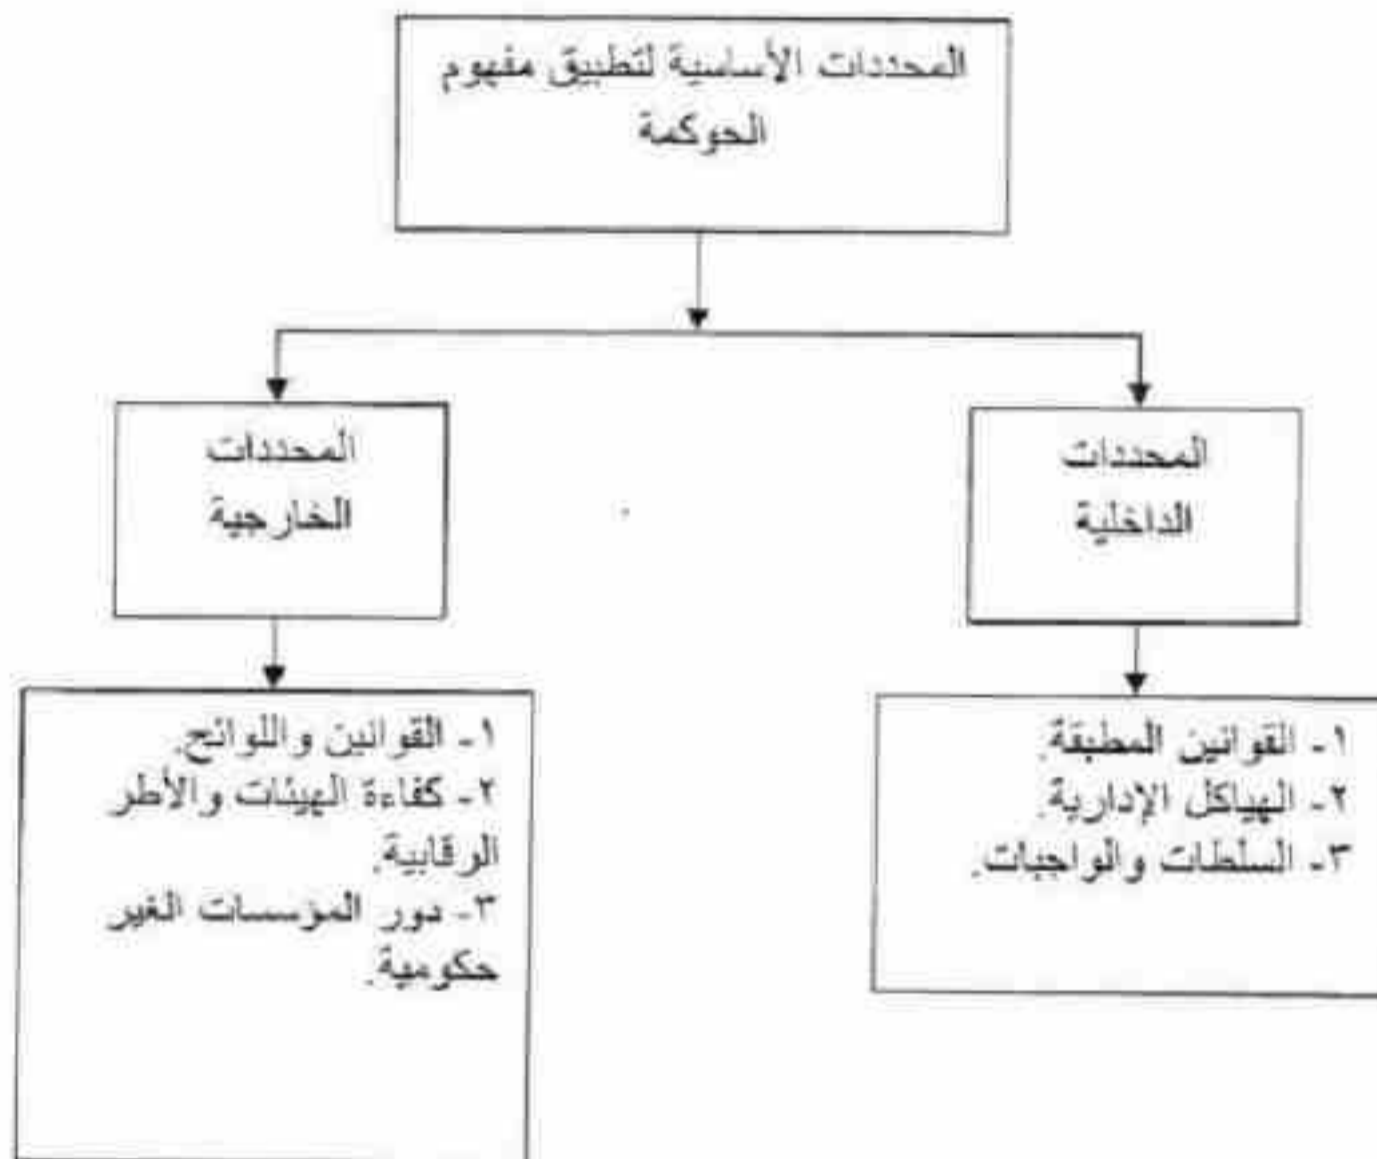 المحددات الأساسية لتطبيق مفهوم
الحوكمة
المحددات
الداخلية
المحددات
الخارجية
١- القوانين المطبقة.
٢- الهياكل الإدارية.
٣- السلطات والواجبات.
١- القوانين واللوائح.
٢- كفاءة الهيئات والأطر
الرقابية.
٣- دور المؤسسات الغير
حكومية.